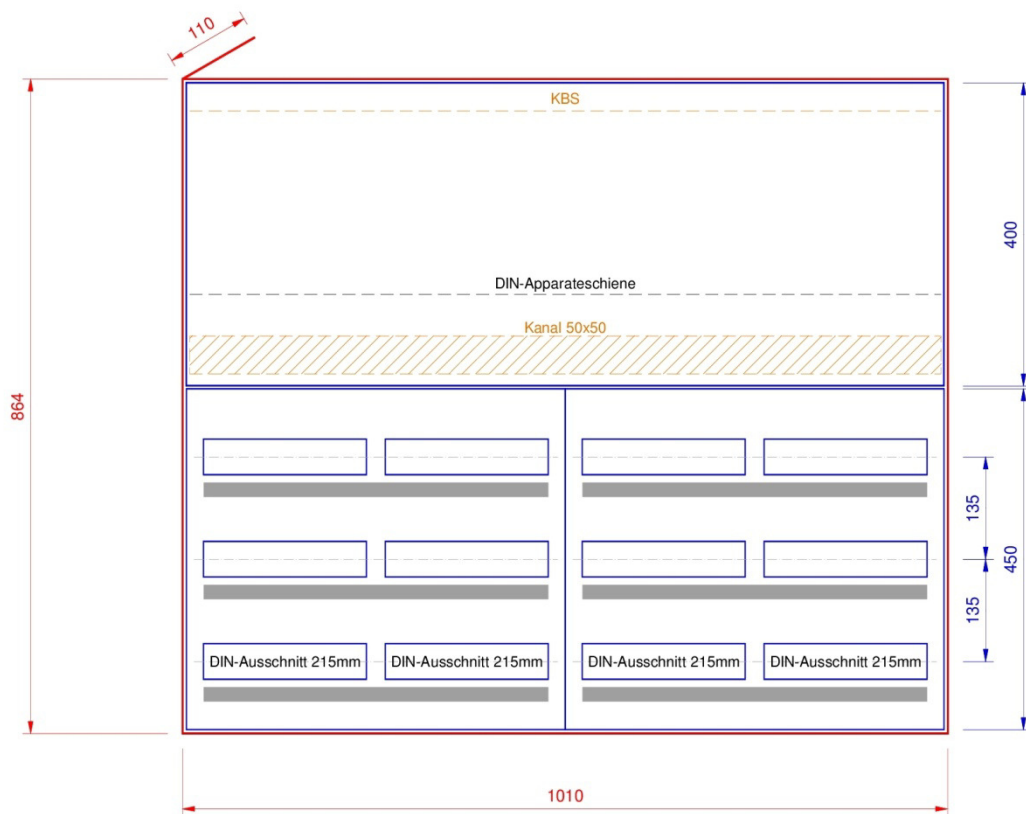 110
KBS
400
DIN-Apparateschiene
Kanal 50x50
864
135
450
135
DIN-Ausschnitt 215mm
DIN-Ausschnitt 215mm
DIN-Ausschnitt 215mm
DIN-Ausschnitt 215mm
1010